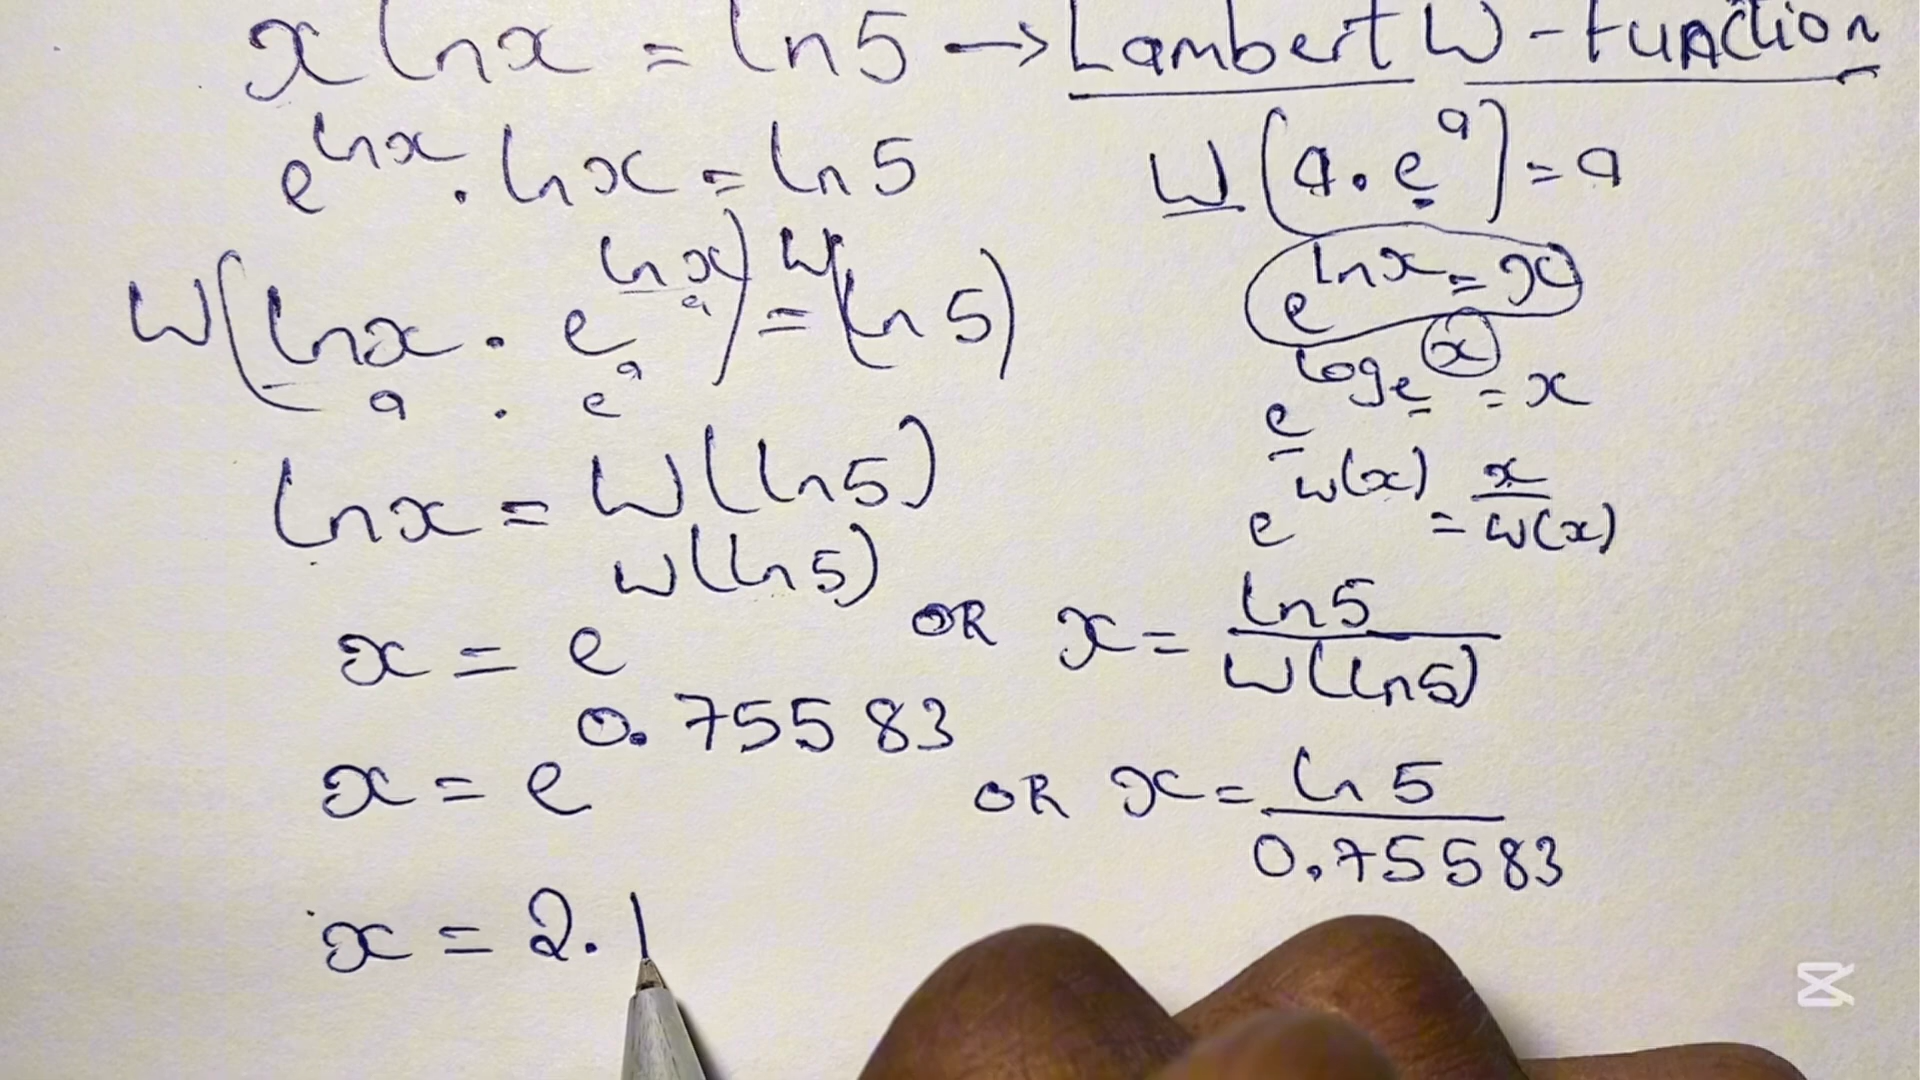 x ln x = ln 5 → Lambert W - Function
e^{ln x} . ln x = ln 5
W(a . e^a) = a
W(ln x . e^{ln x}) = W(ln 5)
a . e^a
e^{ln x} = x
e^{log_e x} = x
ln x = W(ln 5)
e^{W(x)} = x / W(x)
x = e^{W(ln 5)} OR x = ln 5 / W(ln 5)
x = e^{0.75583} OR x = ln 5 / 0.75583
x = 2.1